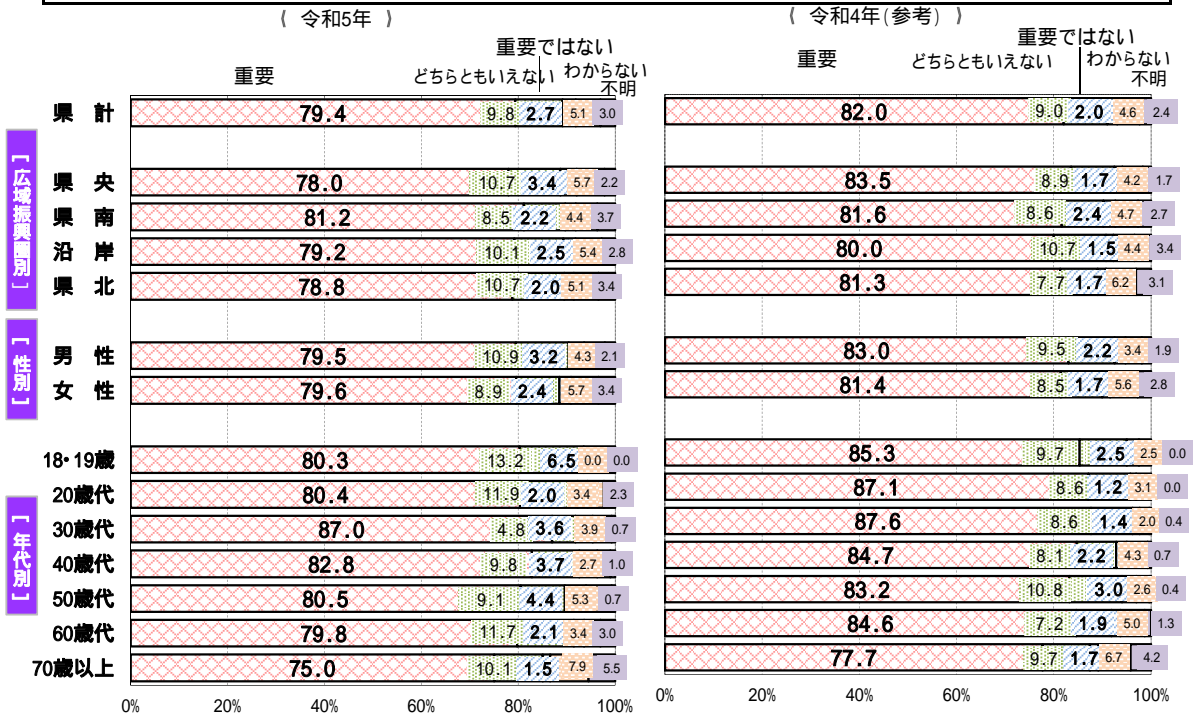 《 令和5年 》
重要
どちらともいえない
重要ではない
わからない
不明
県 計 79.4 9.8 2.7 5.1 3.0
[広域振興圏別]
県 央 78.0 10.7 3.4 5.7 2.2
県 南 81.2 8.5 2.2 4.4 3.7
沿 岸 79.2 10.1 2.5 5.4 2.8
県 北 78.8 10.7 2.0 5.1 3.4
[性別]
男 性 79.5 10.9 3.2 4.3 2.1
女 性 79.6 8.9 2.4 5.7 3.4
[年代別]
18・19歳 80.3 13.2 6.5 0.0 0.0
20歳代 80.4 11.9 2.0 3.4 2.3
30歳代 87.0 4.8 3.6 3.9 0.7
40歳代 82.8 9.8 3.7 2.7 1.0
50歳代 80.5 9.1 4.4 5.3 0.7
60歳代 79.8 11.7 2.1 3.4 3.0
70歳以上 75.0 10.1 1.5 7.9 5.5
0% 20% 40% 60% 80% 100%
《 令和4年(参考) 》
重要
どちらともいえない
重要ではない
わからない
不明
82.0 9.0 2.0 4.6 2.4
83.5 8.9 1.7 4.2 1.7
81.6 8.6 2.4 4.7 2.7
80.0 10.7 1.5 4.4 3.4
81.3 7.7 1.7 6.2 3.1
83.0 9.5 2.2 3.4 1.9
81.4 8.5 1.7 5.6 2.8
85.3 9.7 2.5 2.5 0.0
87.1 8.6 1.2 3.1 0.0
87.6 8.6 1.4 2.0 0.4
84.7 8.1 2.2 4.3 0.7
83.2 10.8 3.0 2.6 0.4
84.6 7.2 1.9 5.0 1.3
77.7 9.7 1.7 6.7 4.2
0% 20% 40% 60% 80% 100%